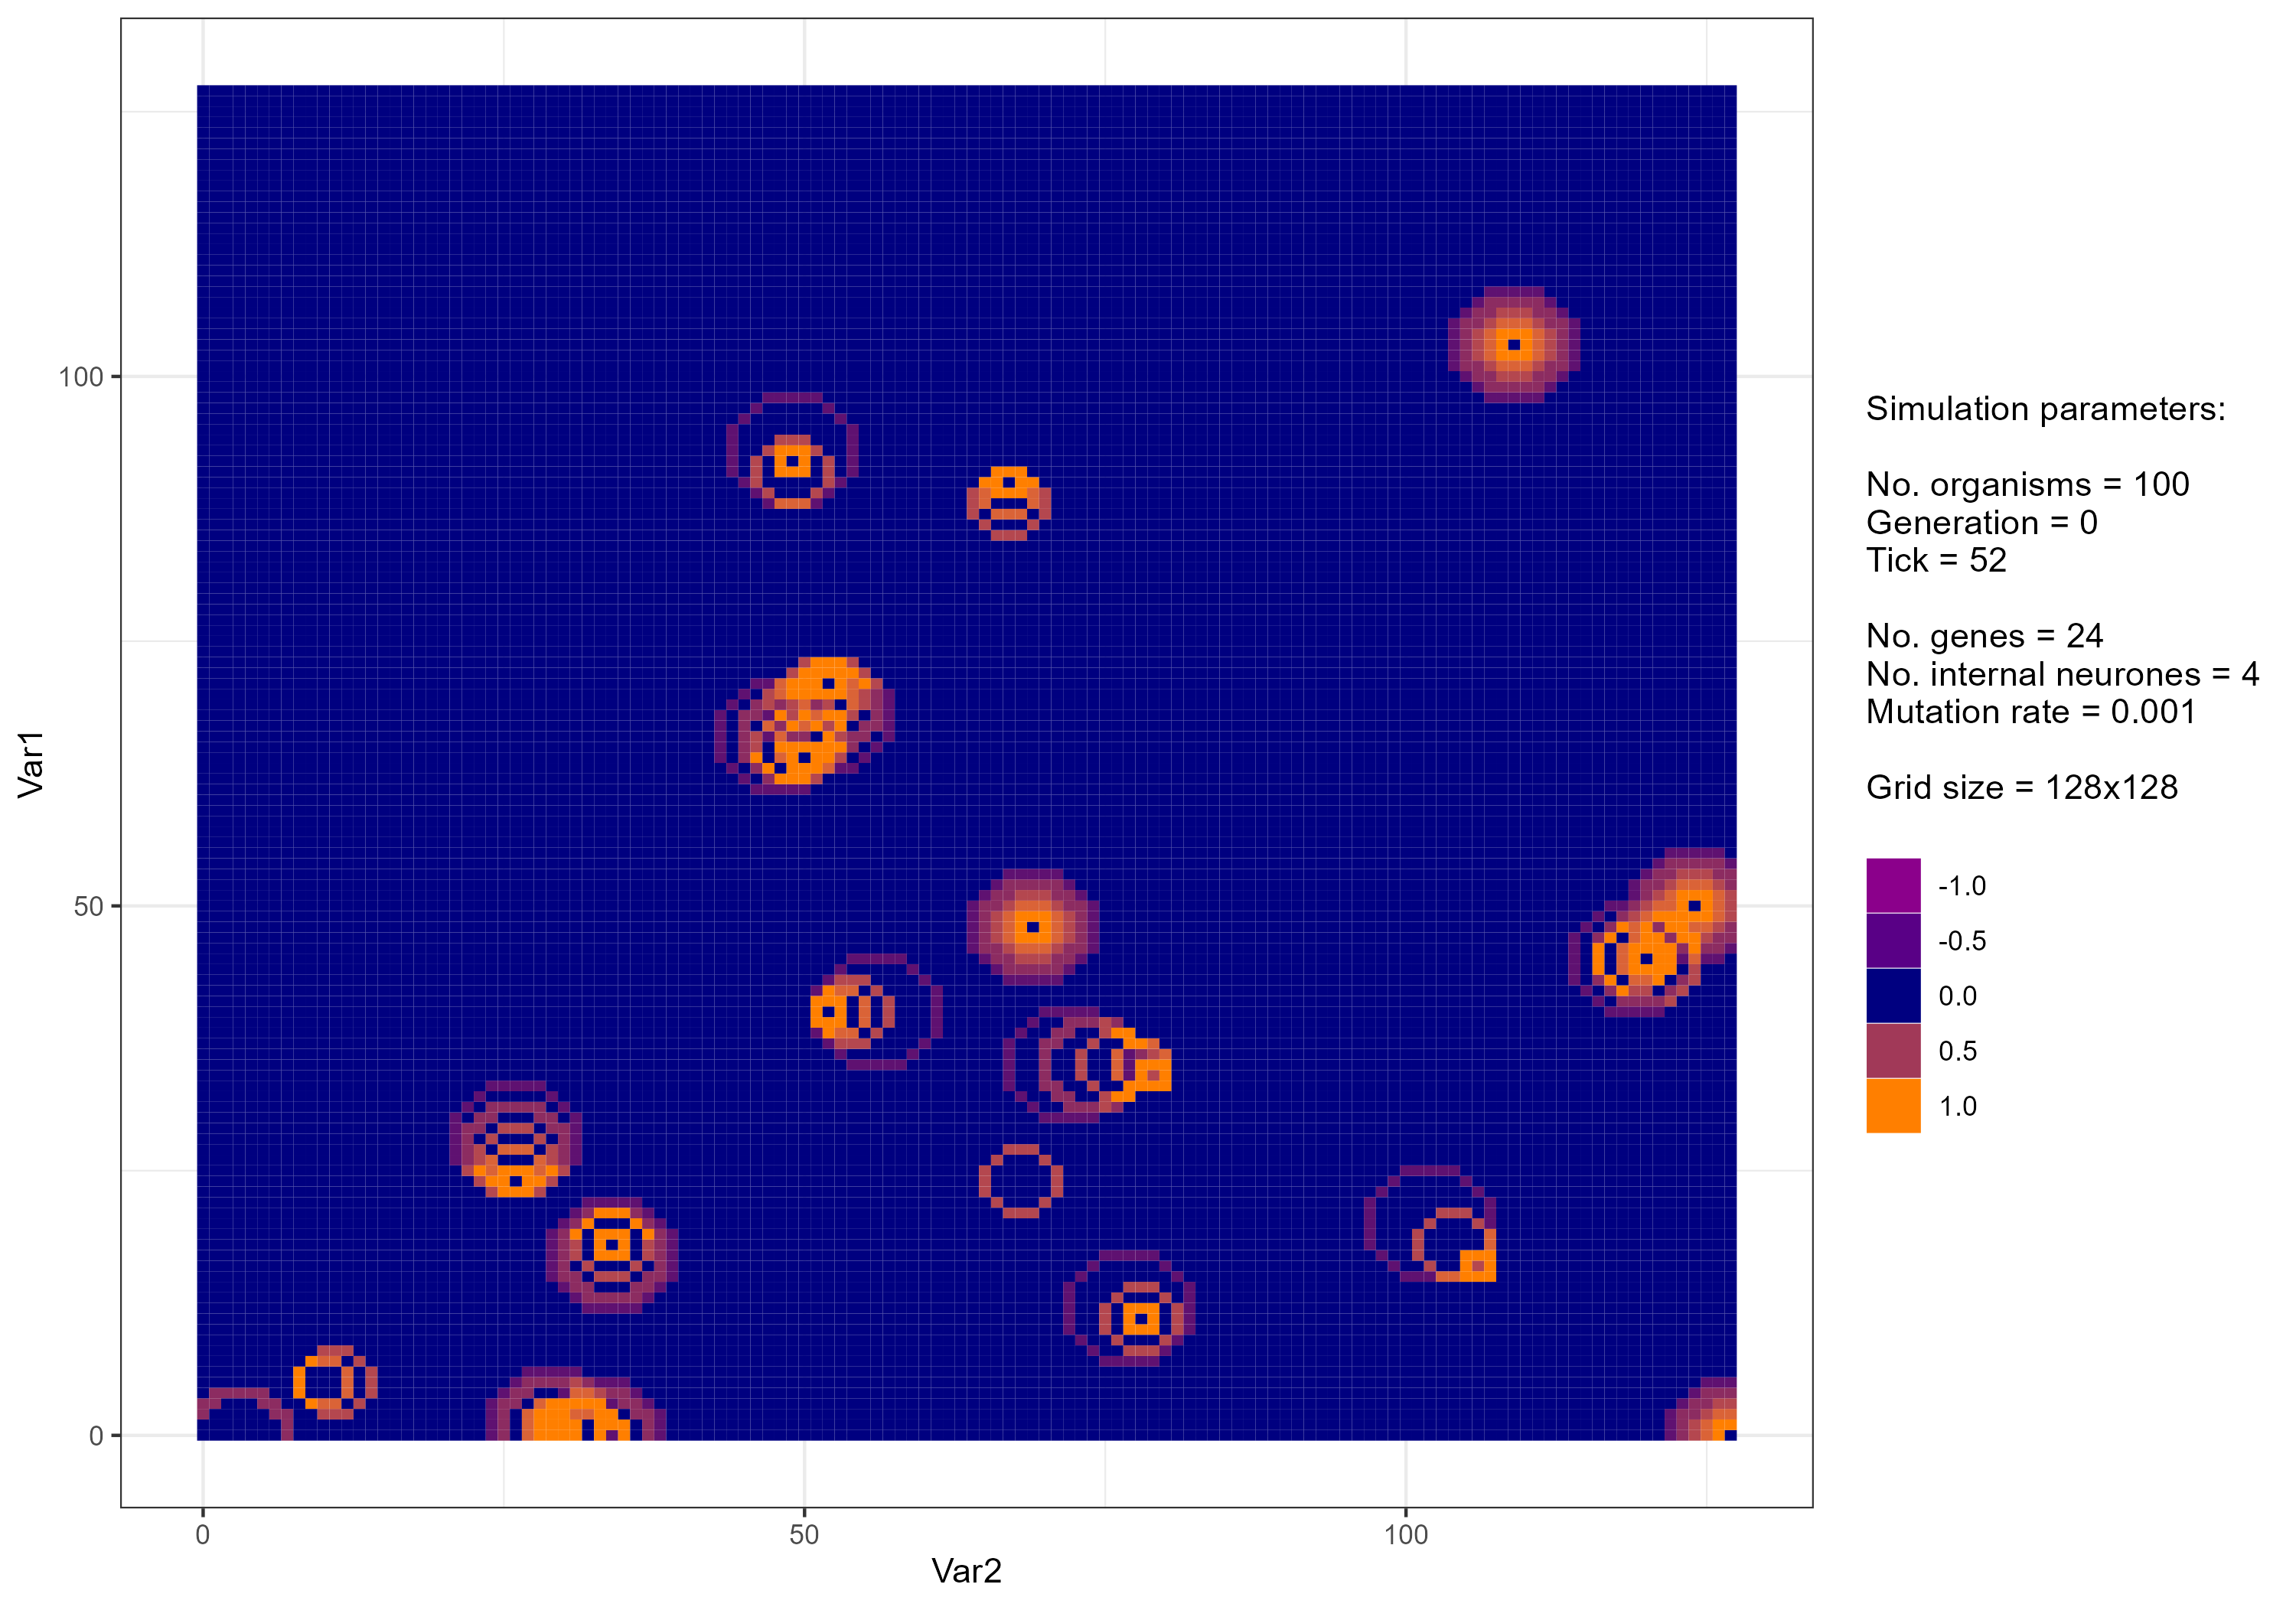 Var1
100
50
0
0
50
100
Var2
Simulation parameters:
No. organisms = 100
Generation = 0
Tick = 52
No. genes = 24
No. internal neurones = 4
Mutation rate = 0.001
Grid size = 128x128
-1.0
-0.5
0.0
0.5
1.0